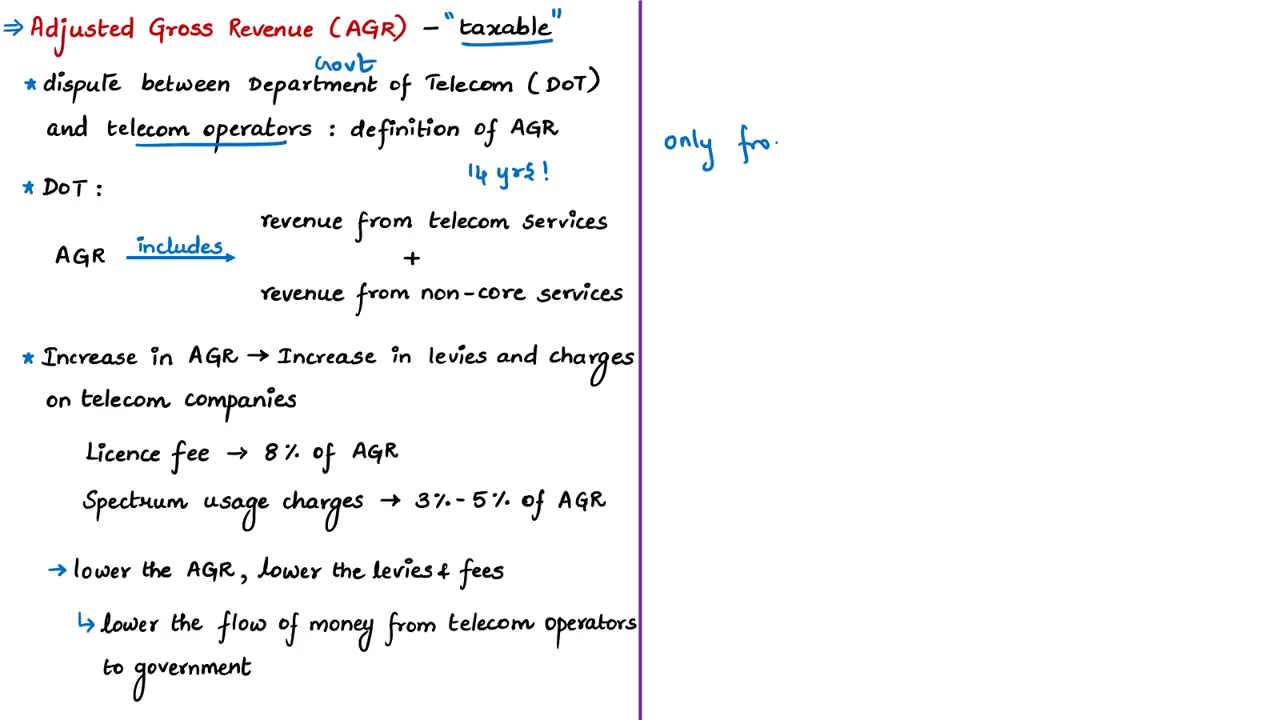 ⇒ Adjusted Gross Revenue (AGR) – "taxable"
Govt
* dispute between Department of Telecom (DoT)
and telecom operators : definition of AGR
14 yrs!
* DoT :
revenue from telecom services
AGR includes +
revenue from non-core services
* Increase in AGR → Increase in levies and charges
on telecom companies
Licence fee → 8% of AGR
Spectrum usage charges → 3% - 5% of AGR
→ lower the AGR, lower the levies & fees
↳ lower the flow of money from telecom operators
to government
only fro